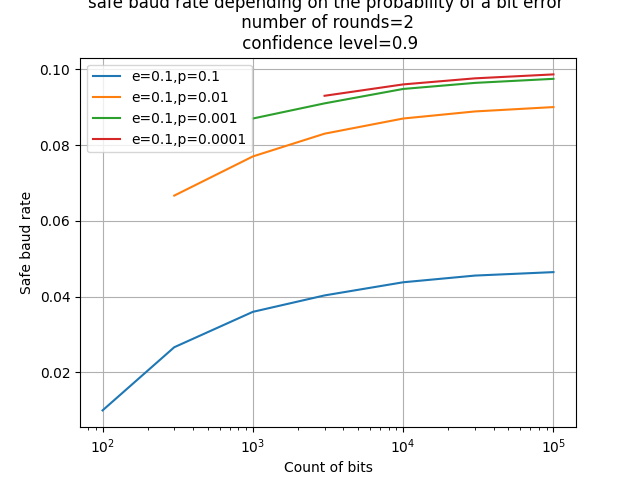 safe baud rate depending on the probability of a bit error
number of rounds=2
confidence level=0.9
e=0.1,p=0.1
e=0.1,p=0.01
e=0.1,p=0.001
e=0.1,p=0.0001
0.10
0.08
0.06
0.04
0.02
Safe baud rate
10²
10³
10⁴
10⁵
Count of bits